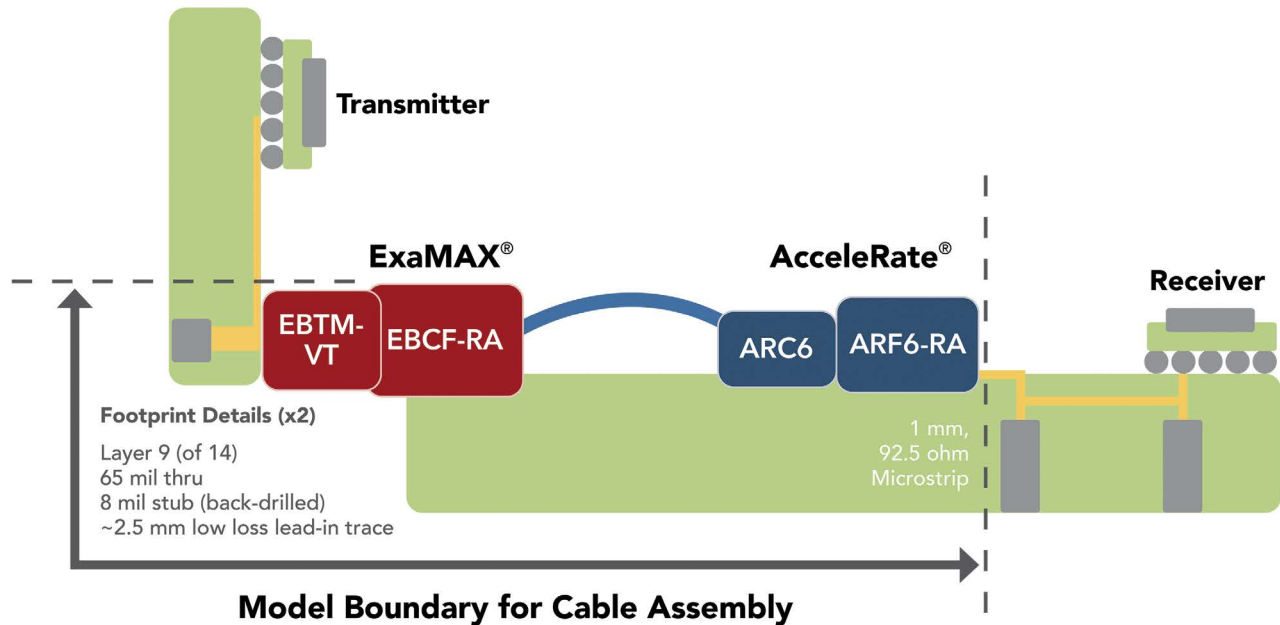 Transmitter
ExaMAX®
AcceleRate®
Receiver
EBTM-
VT
EBCF-RA
ARC6
ARF6-RA
Footprint Details (x2)
Layer 9 (of 14)
65 mil thru
8 mil stub (back-drilled)
~2.5 mm low loss lead-in trace
1 mm,
92.5 ohm
Microstrip
Model Boundary for Cable Assembly